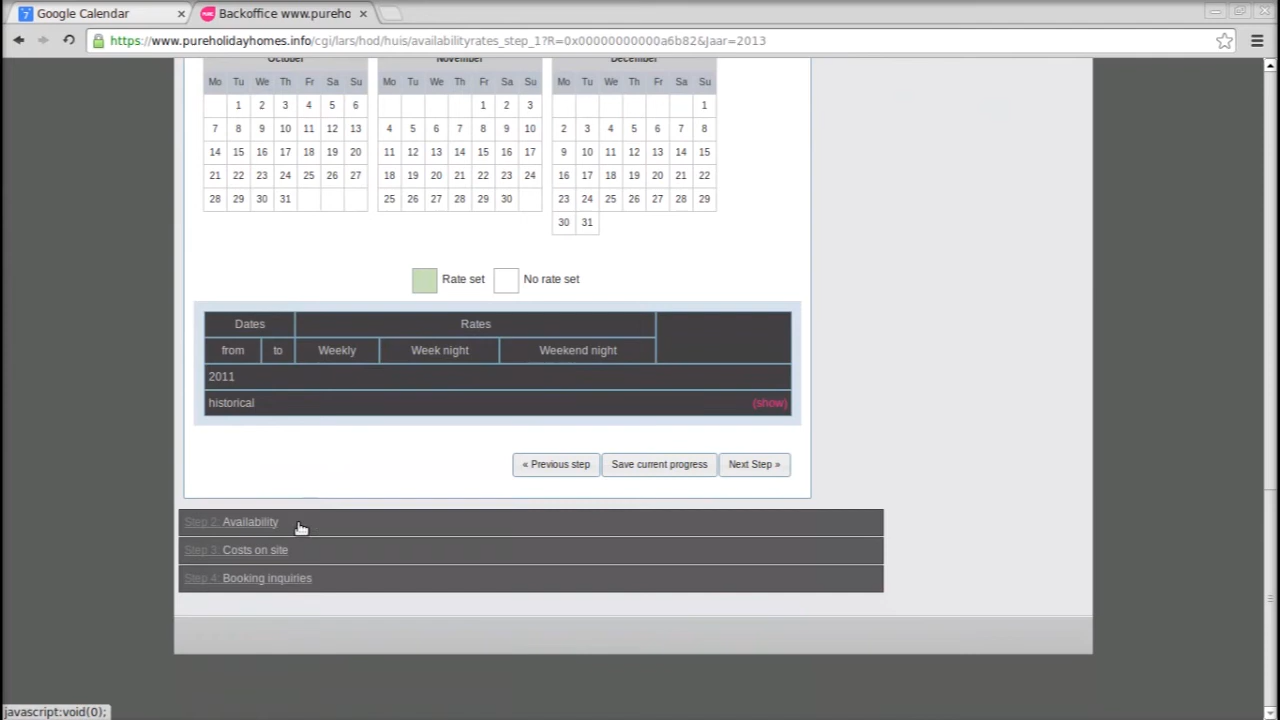 Google Calendar
Backoffice www.pureho
https://www.pureholidayhomes.info/cgi/lars/hod/huis/availabilityrates_step_1?R=0x00000000000a6b82&Jaar=2013
October November December
Mo Tu We Th Fr Sa Su Mo Tu We Th Fr Sa Su Mo Tu We Th Fr Sa Su
1 2 3 4 5 6 1 2 3 1
7 8 9 10 11 12 13 4 5 6 7 8 9 10 2 3 4 5 6 7 8
14 15 16 17 18 19 20 11 12 13 14 15 16 17 9 10 11 12 13 14 15
21 22 23 24 25 26 27 18 19 20 21 22 23 24 16 17 18 19 20 21 22
28 29 30 31 25 26 27 28 29 30 23 24 25 26 27 28 29
30 31
Rate set No rate set
Dates Rates
from to Weekly Week night Weekend night
2011
historical (show)
« Previous step Save current progress Next Step »
Step 2: Availability
Step 3: Costs on site
Step 4: Booking inquiries
javascript:void(0);